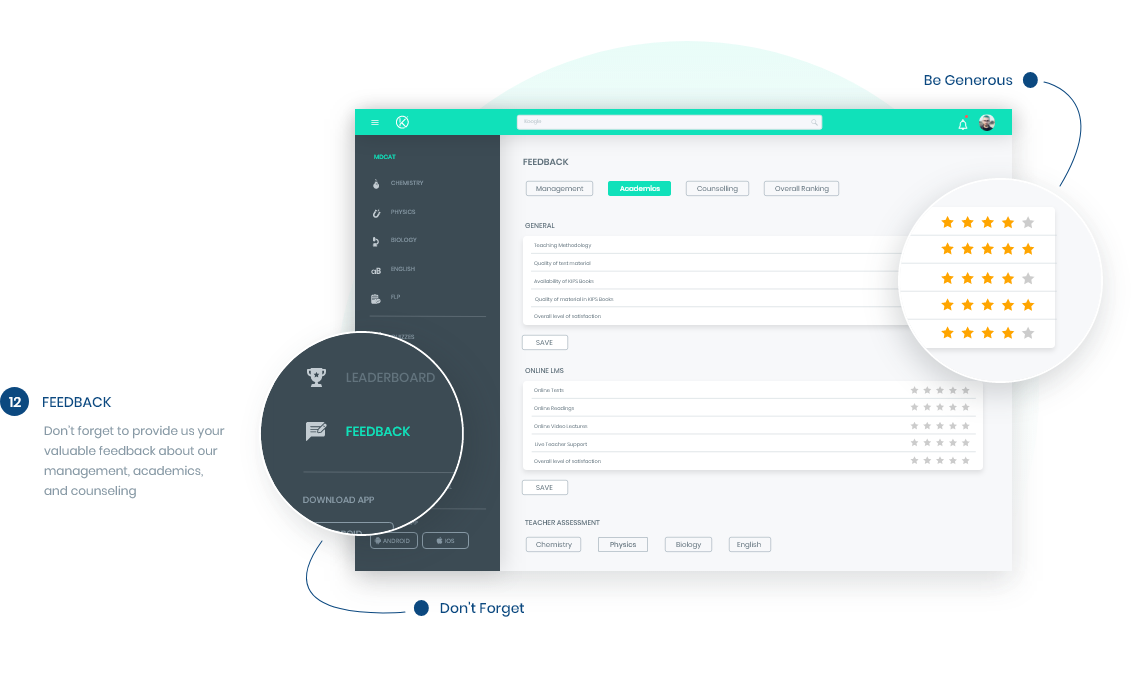 Be Generous
Google
MDCAT
CHEMISTRY
PHYSICS
BIOLOGY
aB ENGLISH
FLP
FEEDBACK
Management
Academics
Counselling
Overall Ranking
GENERAL
Teaching Methodology
Quality of text material
Availability of KIPS Books
Quality of material in KIPS Books
Overall level of satisfaction
SAVE
ONLINE LMS
Online Tests
Online Readings
Online Video Lectures
Live Teacher Support
Overall level of satisfaction
SAVE
TEACHER ASSESSMENT
Chemistry
Physics
Biology
English
LEADERBOARD
FEEDBACK
DOWNLOAD APP
ANDROID
IOS
12 FEEDBACK
Don't forget to provide us your
valuable feedback about our
management, academics,
and counseling
Don't Forget